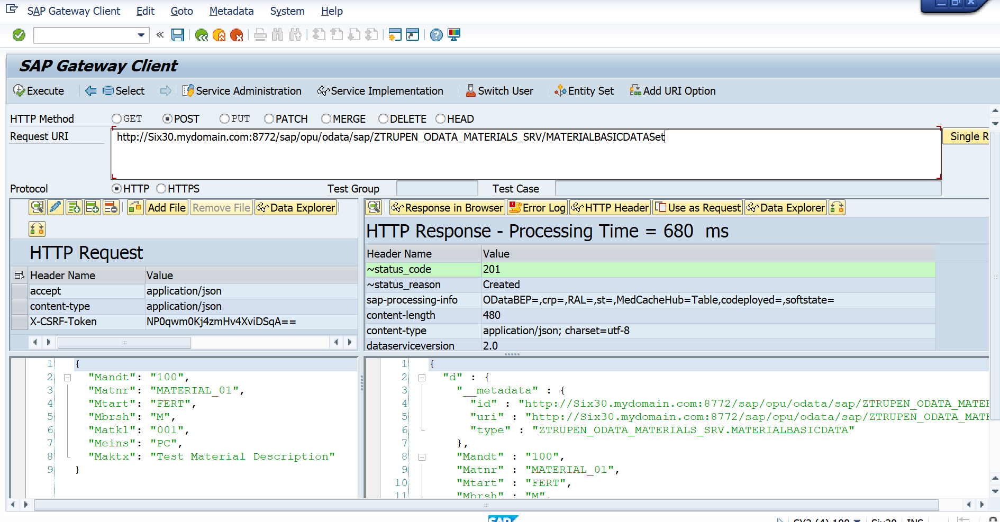 SAP Gateway Client Edit Goto Metadata System Help
SAP Gateway Client
Execute Select Service Administration Service Implementation Switch User Entity Set Add URI Option
HTTP Method GET POST PUT PATCH MERGE DELETE HEAD
Request URI http://Six30.mydomain.com:8772/sap/opu/odata/sap/ZTRUPEN_ODATA_MATERIALS_SRV/MATERIALBASICDATASet Single R
Protocol HTTP HTTPS Test Group Test Case
Add File Remove File Data Explorer
Response in Browser Error Log HTTP Header Use as Request Data Explorer
HTTP Request
Header Name Value
accept application/json
content-type application/json
X-CSRF-Token NP0qwm0Kj4zmHv4XviDSqA==
HTTP Response - Processing Time = 680 ms
Header Name Value
~status_code 201
~status_reason Created
sap-processing-info ODataBEP=,crp=,RAL=,st=,MedCacheHub=Table,codeployed=,softstate=
content-length 480
content-type application/json; charset=utf-8
dataserviceversion 2.0
1 {
2 "Mandt": "100",
3 "Matnr": "MATERIAL_01",
4 "Mtart": "FERT",
5 "Mbrsh": "M",
6 "Matkl": "001",
7 "Meins": "PC",
8 "Maktx": "Test Material Description"
9 }
1 {
2 "d" : {
3 "__metadata" : {
4 "id" : "http://Six30.mydomain.com:8772/sap/opu/odata/sap/ZTRUPEN_ODATA_MATER
5 "uri" : "http://Six30.mydomain.com:8772/sap/opu/odata/sap/ZTRUPEN_ODATA_MATE
6 "type" : "ZTRUPEN_ODATA_MATERIALS_SRV.MATERIALBASICDATA"
7 },
8 "Mandt" : "100",
9 "Matnr" : "MATERIAL_01",
10 "Mtart" : "FERT",
11 "Mbrsh" : "M",
SAP
Six30 INS